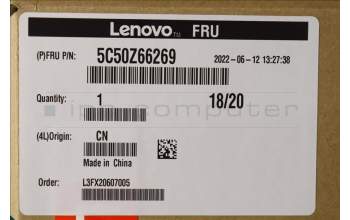 Lenovo™ FRU
(P)FRU P/N: 5C50Z66269 2022-06-12 13:27:38
Quantity: 1 18/20
(4L)Origin: CN
Made in China
Order: L3FX20607005